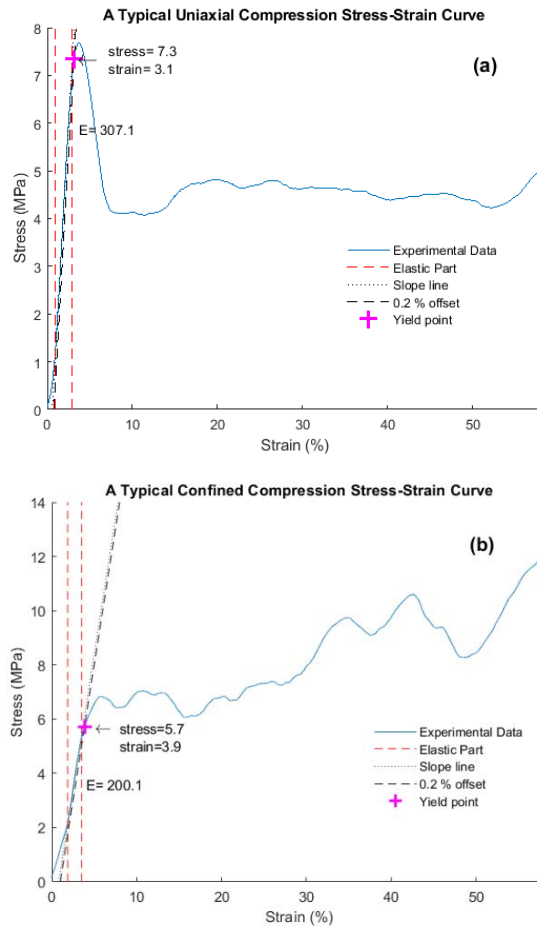 A Typical Uniaxial Compression Stress-Strain Curve
8
7
6
5
4
3
2
1
0
Stress (MPa)
stress= 7.3
strain= 3.1
(a)
E= 307.1
Experimental Data
Elastic Part
Slope line
0.2 % offset
Yield point
0 10 20 30 40 50
Strain (%)
A Typical Confined Compression Stress-Strain Curve
14
12
10
8
6
4
2
0
Stress (MPa)
(b)
stress=5.7
strain=3.9
E= 200.1
Experimental Data
Elastic Part
Slope line
0.2 % offset
Yield point
0 10 20 30 40 50
Strain (%)